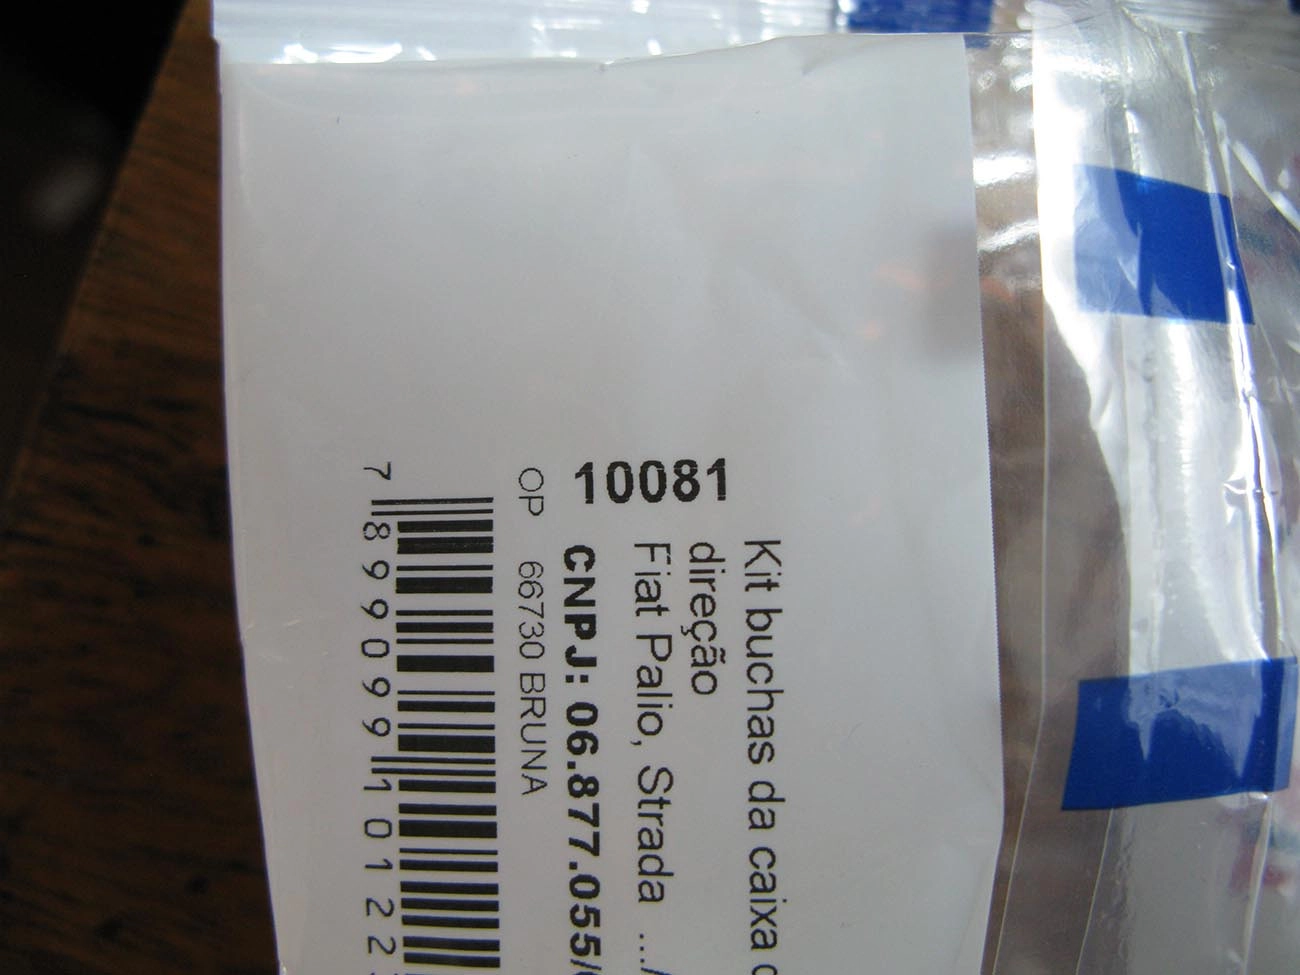 10081
Kit buchas da caixa
direção
Fiat Palio, Strada .../
CNPJ: 06.877.055/
OP 66730 BRUNA
7 899099 10122